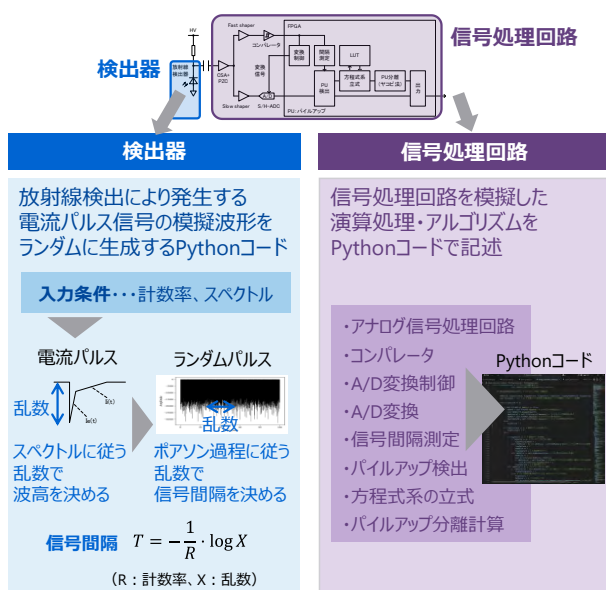 検出器
信号処理回路
HV
放射線
検出器
CSA+
PZC
Fast shaper
コンパレータ
変換
信号
Slow shaper
A/D
S/H-ADC
FPGA
変換
制御
間隔
測定
LUT
PU
検出
方程式系
立式
PU分離
(ヤコビ法)
出
力
PU:パイルアップ
検出器
放射線検出により発生する
電流パルス信号の模擬波形を
ランダムに生成するPythonコード
入力条件・・・計数率、スペクトル
電流パルス
乱数
スペクトルに従う
乱数で
波高を決める
ランダムパルス
乱数
ポアソン過程に従う
乱数で
信号間隔を決める
信号間隔 T = −1/R · log X
(R:計数率、X:乱数)
信号処理回路
信号処理回路を模擬した
演算処理・アルゴリズムを
Pythonコードで記述
・アナログ信号処理回路
・コンパレータ
・A/D変換制御
・A/D変換
・信号間隔測定
・パイルアップ検出
・方程式系の立式
・パイルアップ分離計算
Pythonコード